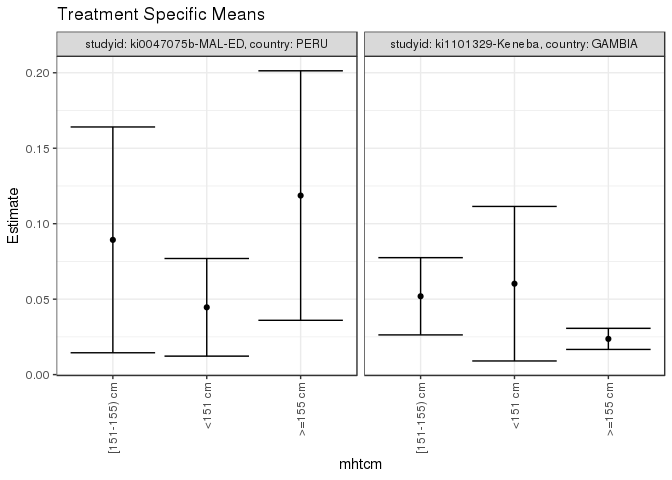 Treatment Specific Means
studyid: ki0047075b-MAL-ED, country: PERU
studyid: ki1101329-Keneba, country: GAMBIA
Estimate
0.20
0.15
0.10
0.05
0.00
[151-155) cm
<151 cm
>=155 cm
[151-155) cm
<151 cm
>=155 cm
mhtcm